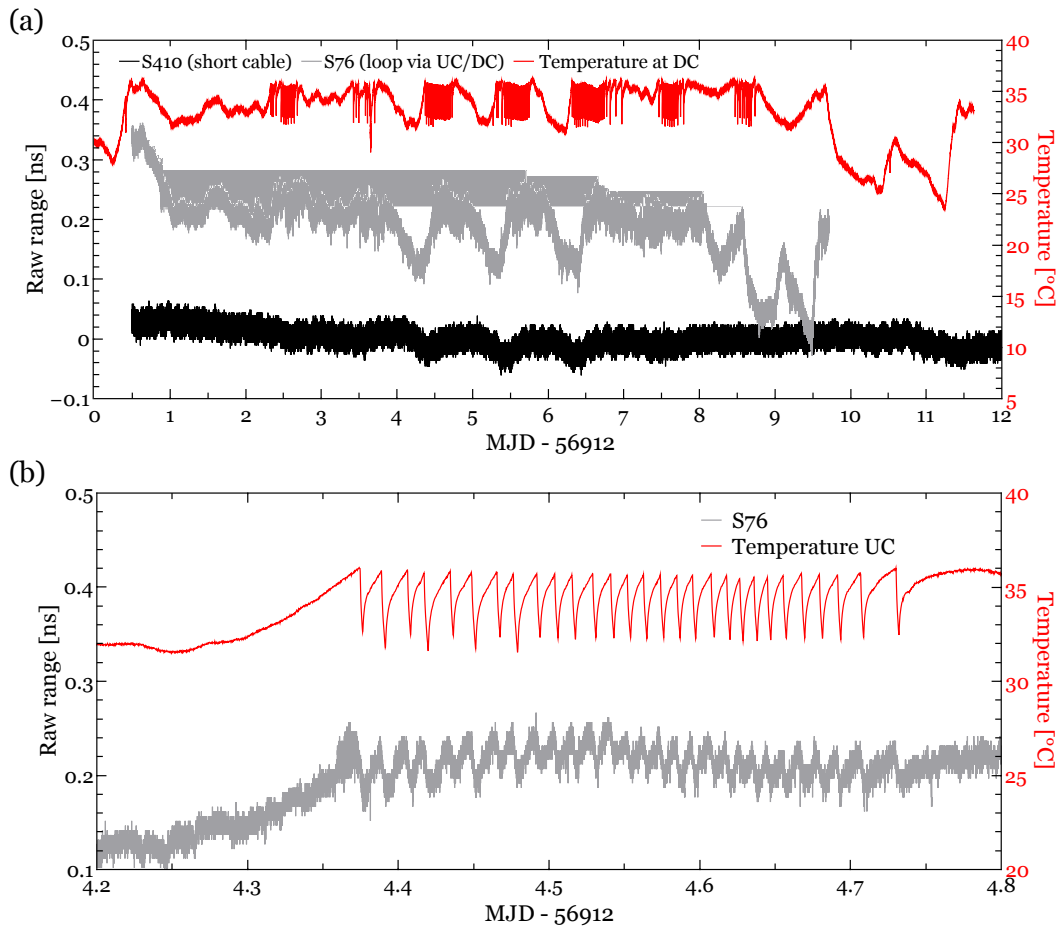 (a)
S410 (short cable) S76 (loop via UC/DC) Temperature at DC
0.5
0.4
0.3
0.2
0.1
0
−0.1
Raw range [ns]
40
35
30
25
20
15
10
5
Temperature [°C]
0 1 2 3 4 5 6 7 8 9 10 11 12
MJD - 56912
(b)
S76
Temperature UC
0.5
0.4
0.3
0.2
0.1
Raw range [ns]
40
36
31
25
20
Temperature [°C]
4.2 4.3 4.4 4.5 4.6 4.7 4.8
MJD - 56912